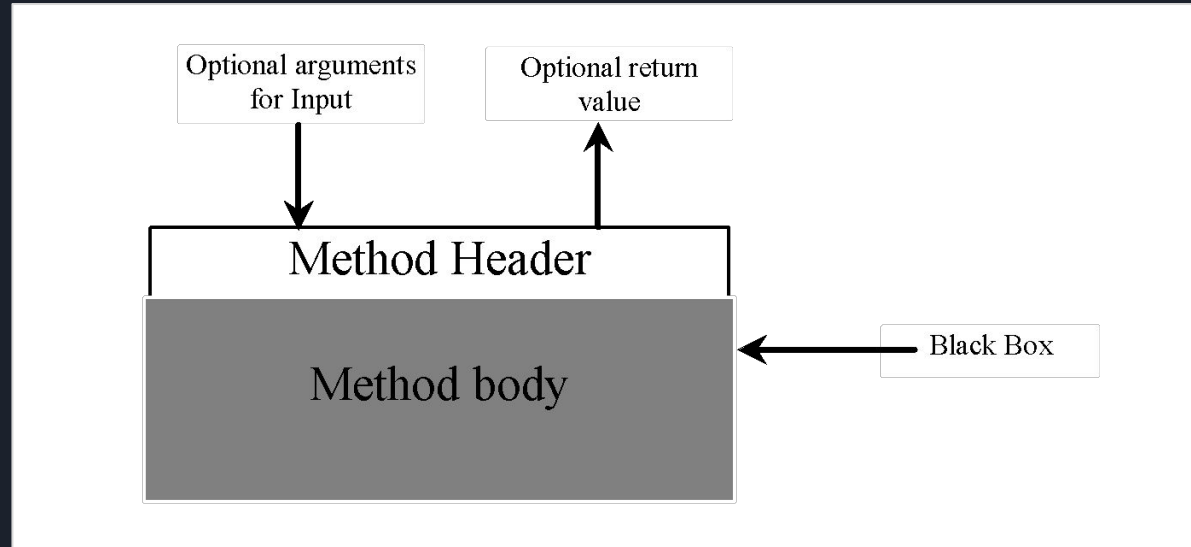 Optional arguments
for Input
Optional return
value
Method Header
Method body
Black Box